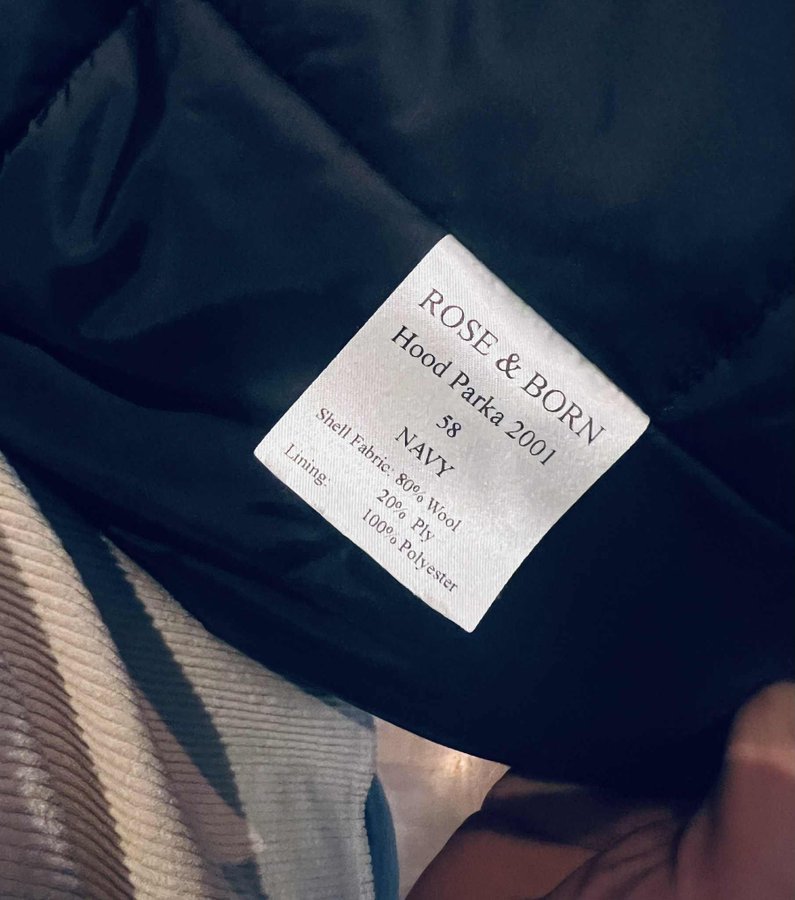 ROSE & BORN
Hood Parka 2001
58
NAVY
Shell Fabric: 80% Wool
20% Ply
Lining: 100% Polyester